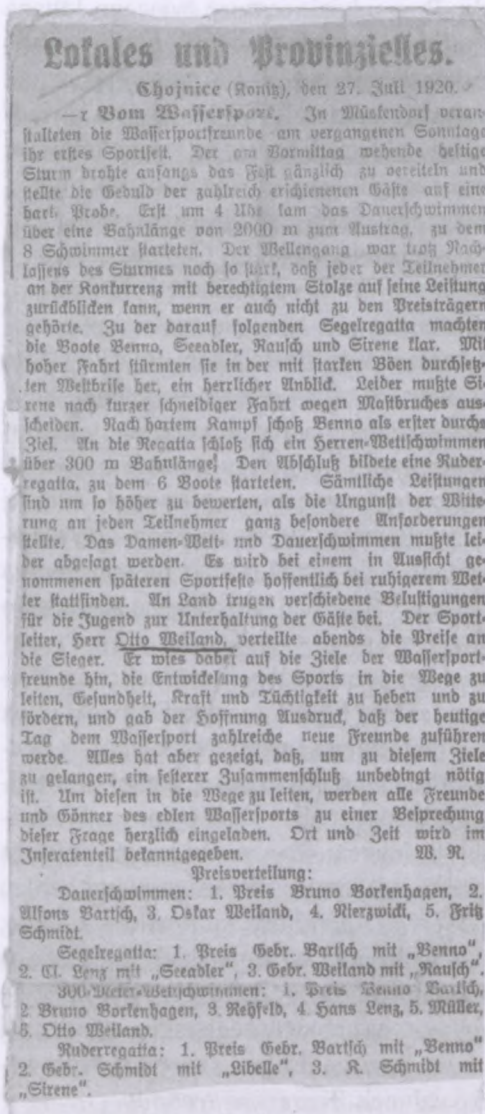 Lokales und Provinzielles.
Chojnice (Konitz), den 27. Juli 1920.
—r Vom Wassersport. In Müskendorf veran-
stalteten die Wassersportfreunde am vergangenen Sonntage
ihr erstes Sportfest. Der am Vormittag wehende heftige
Sturm drohte anfangs das Fest gänzlich zu vereiteln und
stellte die Geduld der zahlreich erschienenen Gäste auf eine
harte Probe. Erst um 4 Uhr kam das Dauerschwimmen
über eine Bahnlänge von 2000 m zum Austrag, zu dem
8 Schwimmer starteten. Der Wellengang war trotz Nach-
lassens des Sturmes noch so stark, daß jeder der Teilnehmer
an der Konkurrenz mit berechtigtem Stolze auf seine Leistung
zurückblicken kann, wenn er auch nicht zu den Preisträgern
gehörte. Zu der darauf folgenden Segelregatta machten
die Boote Benno, Seeadler, Rausch und Sirene klar. Mit
hoher Fahrt stürmten sie in der mit starken Böen durchsetz-
ten Westbrise her, ein herrlicher Anblick. Leider mußte Si-
rene nach kurzer schneidiger Fahrt wegen Mastbruches aus-
scheiden. Nach hartem Kampf schoß Benno als erster durchs
Ziel. An die Regatta schloß sich ein Herren-Wettschwimmen
über 300 m Bahnlänge! Den Abschluß bildete eine Ruder-
regatta, zu dem 6 Boote starteten. Sämtliche Leistungen
sind um so höher zu bewerten, als die Ungunst der Witte-
rung an jeden Teilnehmer ganz besondere Anforderungen
stellte. Das Damen-Wett- und Dauerschwimmen mußte lei-
der abgesagt werden. Es wird bei einem in Aussicht ge-
nommenen späteren Sportfeste hoffentlich bei ruhigerem Wet-
ter stattfinden. An Land trugen verschiedene Belustigungen
für die Jugend zur Unterhaltung der Gäste bei. Der Sport-
leiter, Herr Otto Weiland, verteilte abends die Preise an
die Sieger. Er wies dabei auf die Ziele der Wassersport-
freunde hin, die Entwickelung des Sports in die Wege zu
leiten, Gesundheit, Kraft und Tüchtigkeit zu heben und zu
fördern, und gab der Hoffnung Ausdruck, daß der heutige
Tag dem Wassersport zahlreiche neue Freunde zuführen
werde. Alles hat aber gezeigt, daß, um zu diesem Ziele
zu gelangen, ein festerer Zusammenschluß unbedingt nötig
ist. Um diesen in die Wege zu leiten, werden alle Freunde
und Gönner des edlen Wassersports zu einer Besprechung
dieser Frage herzlich eingeladen. Ort und Zeit wird im
Inseratenteil bekanntgegeben. W. R.
Preisverteilung:
Dauerschwimmen: 1. Preis Bruno Borkenhagen, 2.
Alfons Bartsch, 3. Oskar Weiland, 4. Nierzwicki, 5. Fritz
Schmidt.
Segelregatta: 1. Preis Gebr. Bartsch mit „Benno",
2. Cl. Lenz mit „Seeadler", 3. Gebr. Weiland mit „Rausch".
300-Meter-Wettschwimmen: 1. Preis Benno Bartsch,
2 Bruno Borkenhagen, 3. Rehfeld, 4. Hans Lenz, 5. Müller,
6. Otto Weiland.
Ruderregatta: 1. Preis Gebr. Bartsch mit „Benno"
2. Gebr. Schmidt mit „Libelle", 3. K. Schmidt mit
„Sirene".